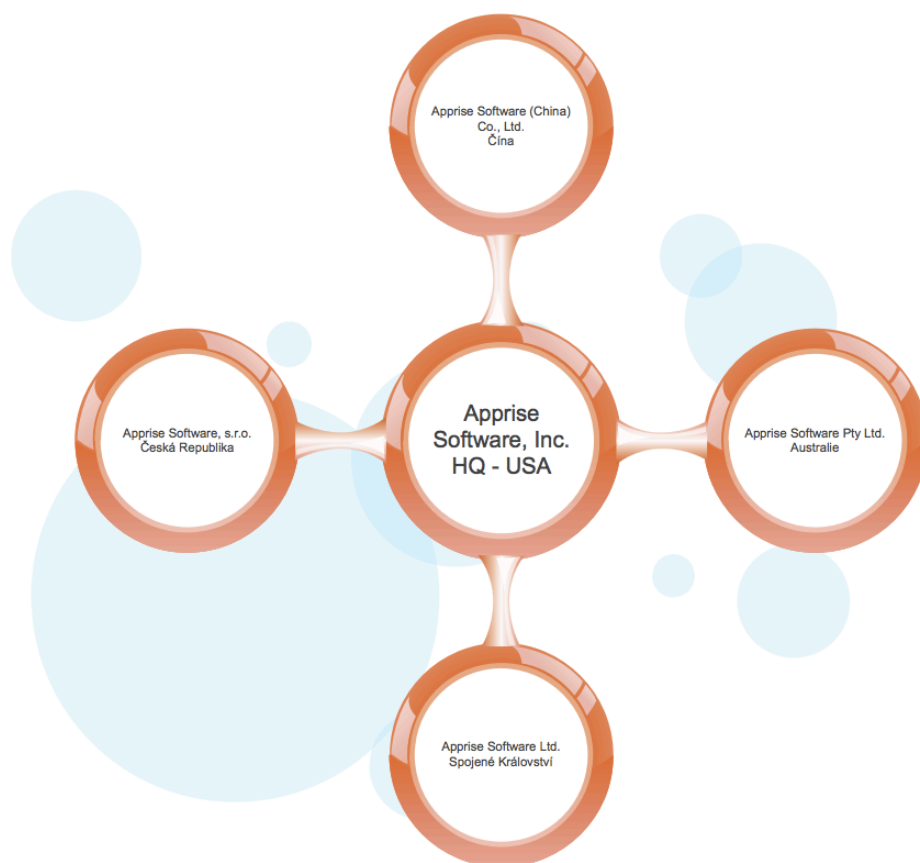 Apprise Software (China)
Co., Ltd.
Čína
Apprise Software, s.r.o.
Česká Republika
Apprise
Software, Inc.
HQ - USA
Apprise Software Pty Ltd.
Australie
Apprise Software Ltd.
Spojené Království